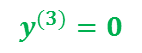 y⁽³⁾ = 0